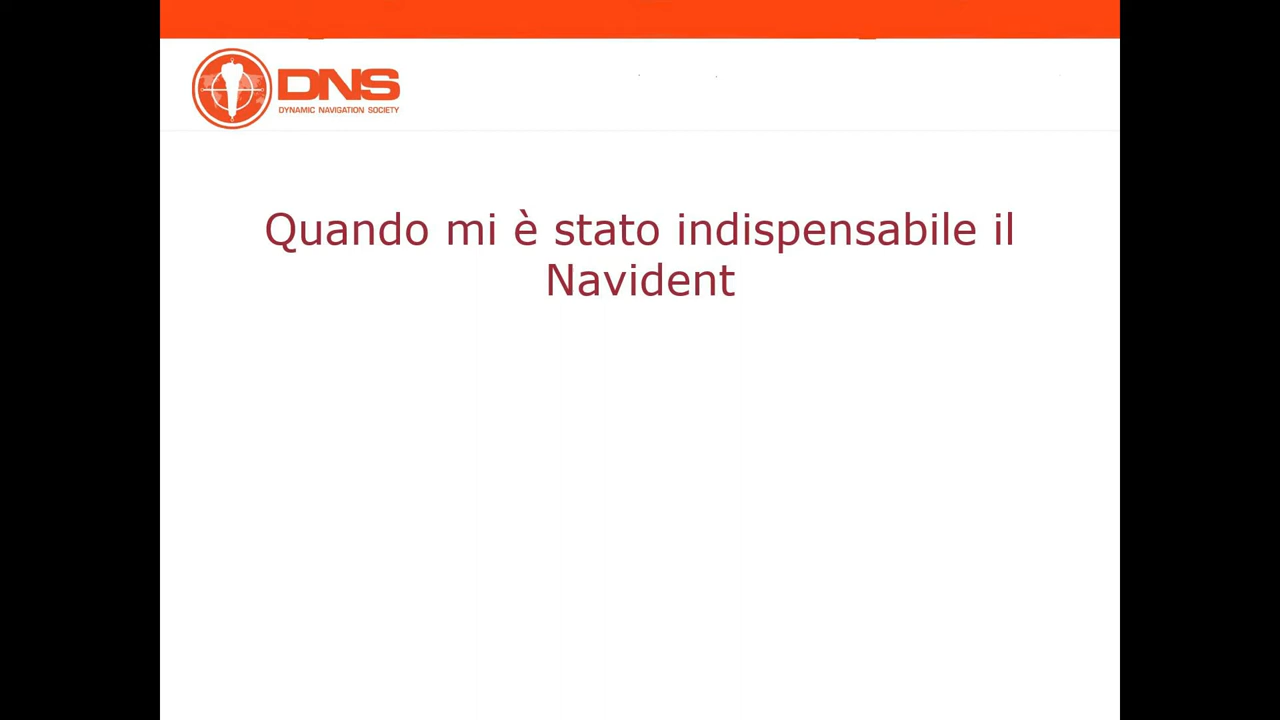 DNS
DYNAMIC NAVIGATION SOCIETY
Quando mi è stato indispensabile il
Navident